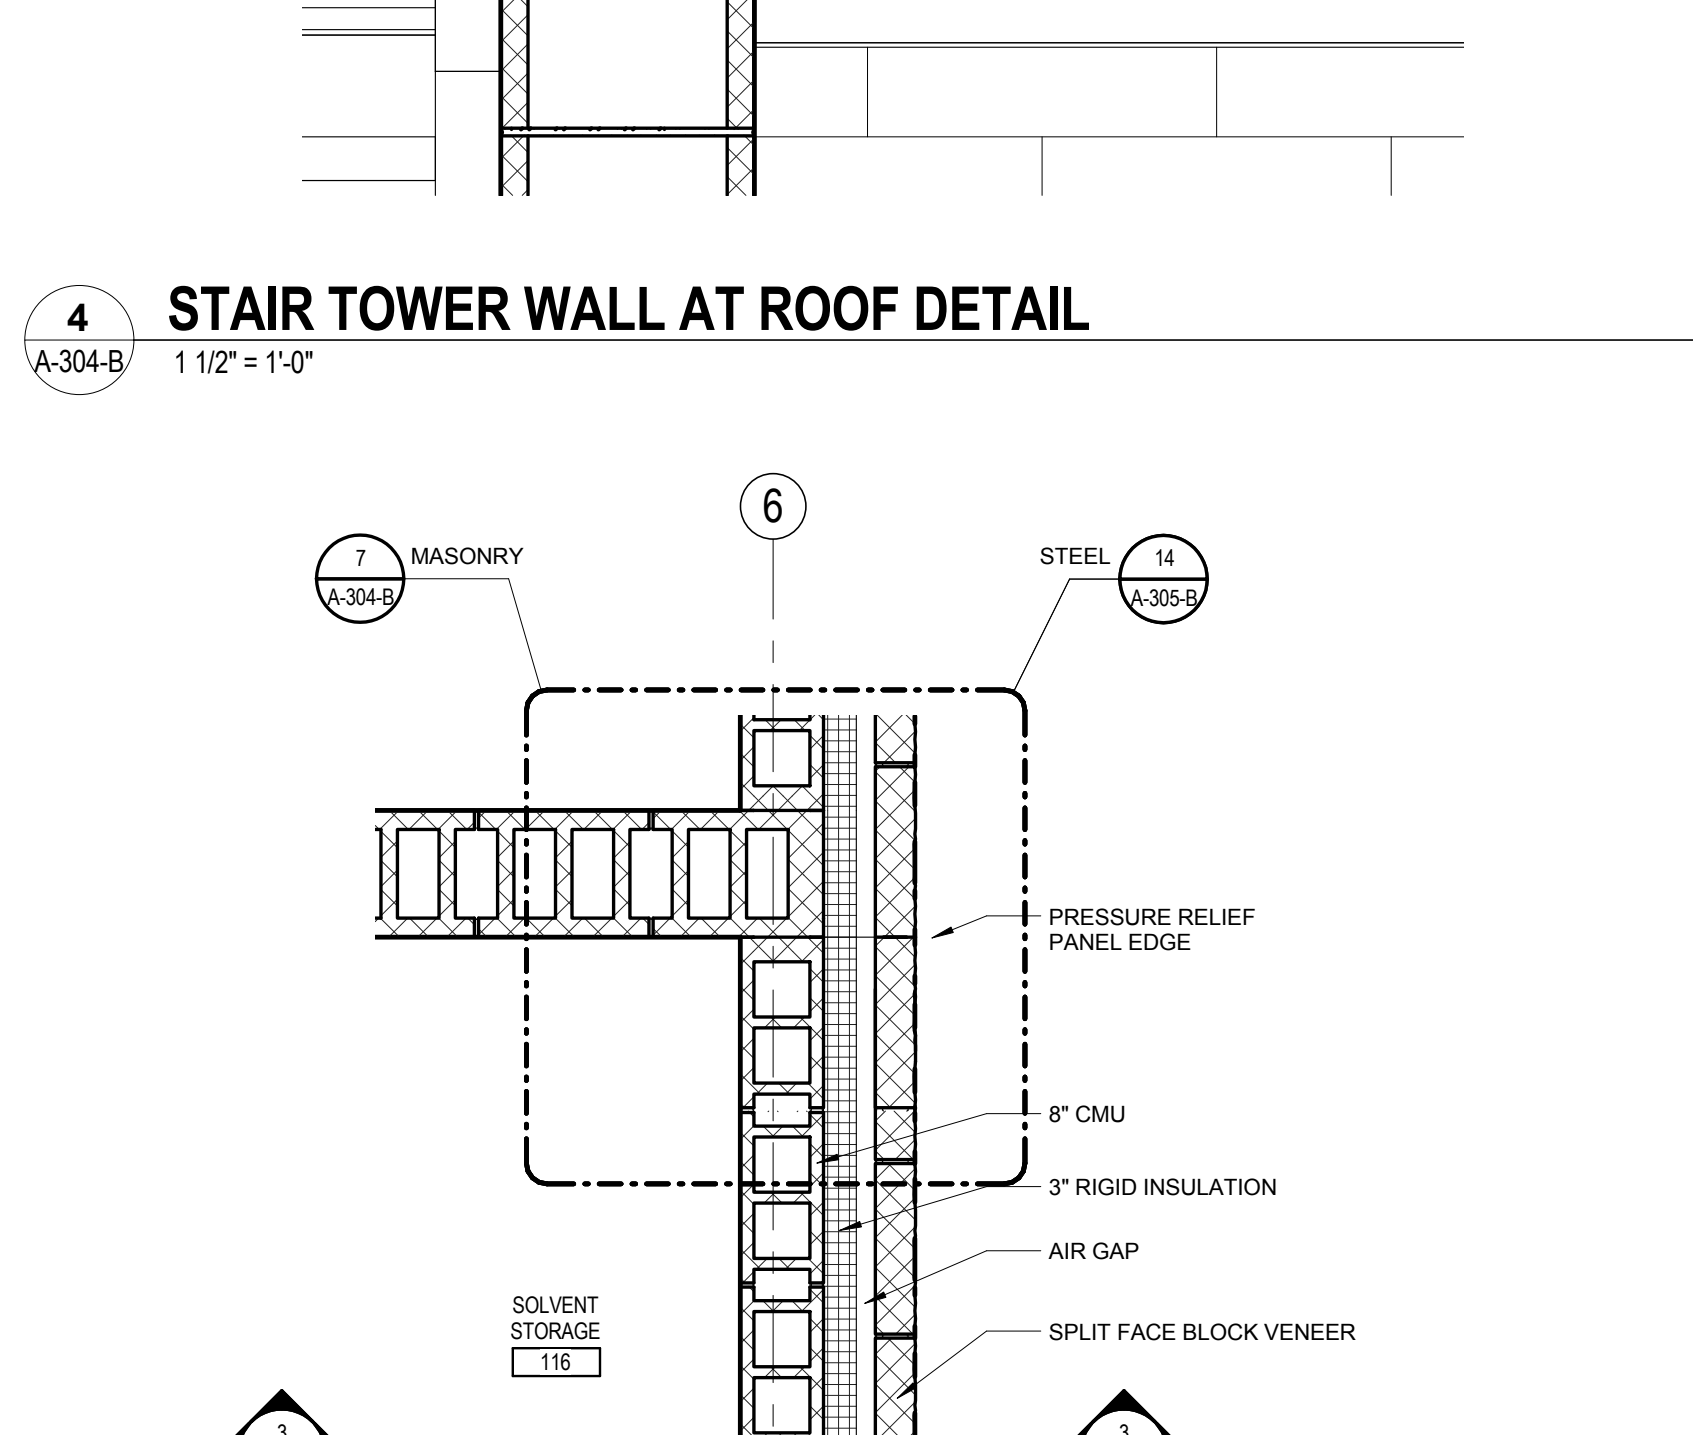 4
STAIR TOWER WALL AT ROOF DETAIL
A-304-B
1 1/2" = 1'-0"
6
7
MASONRY
A-304-B
STEEL
14
A-305-B
PRESSURE RELIEF
PANEL EDGE
8" CMU
3" RIGID INSULATION
AIR GAP
SOLVENT
STORAGE
116
SPLIT FACE BLOCK VENEER
3
3